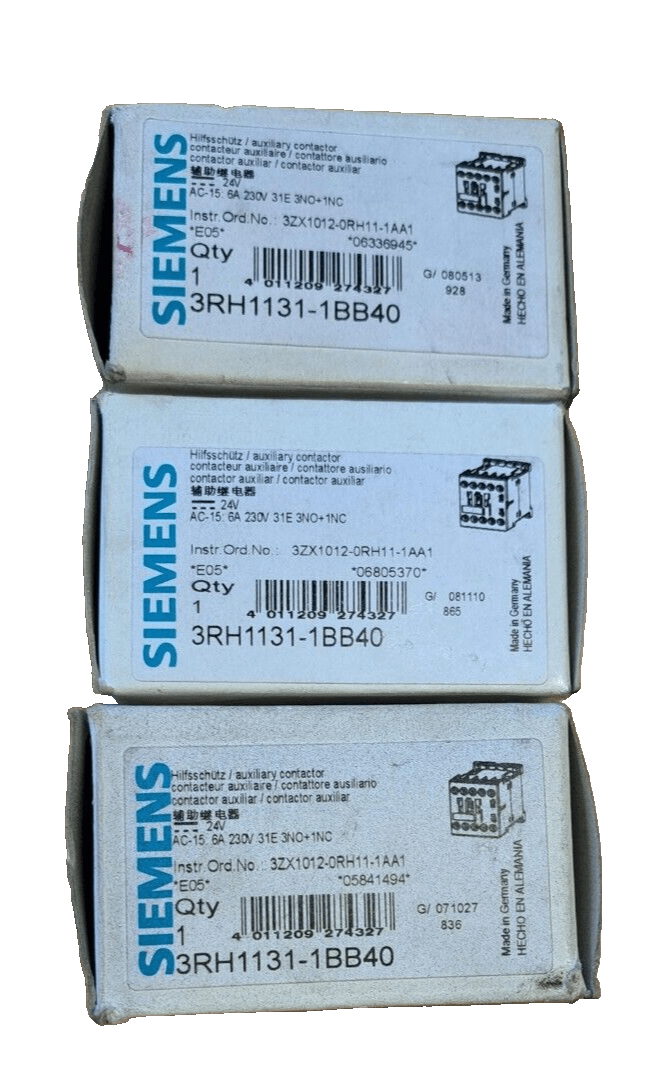 SIEMENS
Hilfsschütz / auxiliary contactor
contacteur auxiliaire / contattore ausiliario
contactor auxiliar / contactor auxiliar
辅助继电器
24V
AC-15: 6A 230V 31E 3NO+1NC
Instr.Ord.No.: 3ZX1012-0RH11-1AA1
*E05* *06336945*
Qty
1
4 011209 274327
G/ 080513
928
3RH1131-1BB40
Made in Germany
HECHO EN ALEMANIA
SIEMENS
Hilfsschütz / auxiliary contactor
contacteur auxiliaire / contattore ausiliario
contactor auxiliar / contactor auxiliar
辅助继电器
24V
AC-15: 6A 230V 31E 3NO+1NC
Instr.Ord.No.: 3ZX1012-0RH11-1AA1
*E05* *06805370*
Qty
1
4 011209 274327
G/ 081110
865
3RH1131-1BB40
Made in Germany
HECHO EN ALEMANIA
SIEMENS
Hilfsschütz / auxiliary contactor
contacteur auxiliaire / contattore ausiliario
contactor auxiliar / contactor auxiliar
辅助继电器
24V
AC-15: 6A 230V 31E 3NO+1NC
Instr.Ord.No.: 3ZX1012-0RH11-1AA1
*E05* *05841494*
Qty
1
4 011209 274327
G/ 071027
836
3RH1131-1BB40
Made in Germany
HECHO EN ALEMANIA